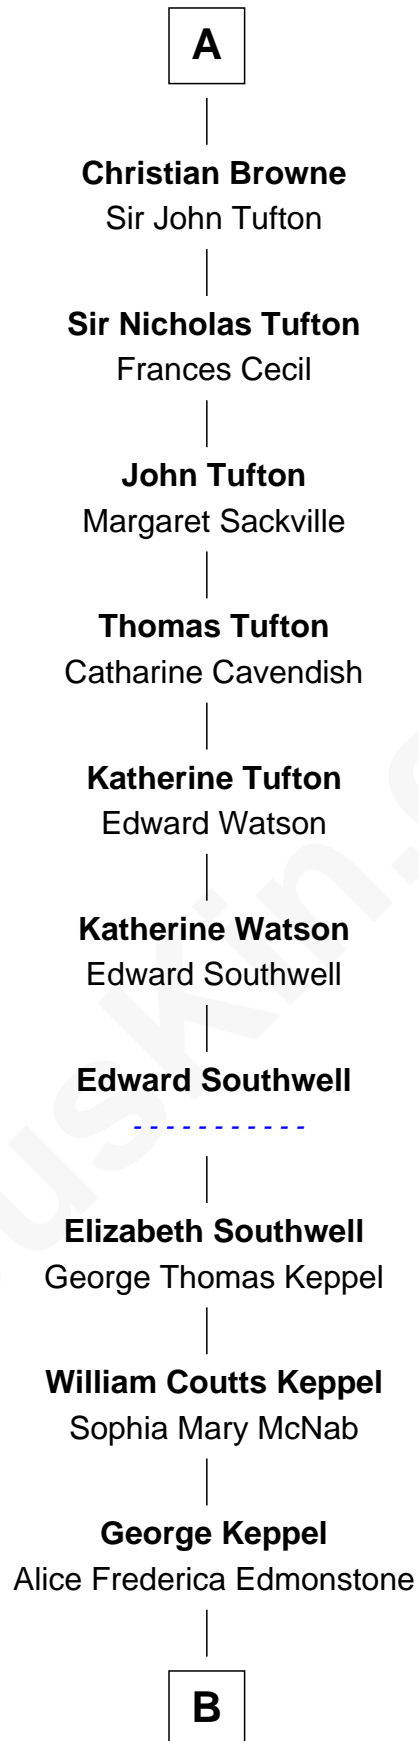 A
Christian Browne
Sir John Tufton
Sir Nicholas Tufton
Frances Cecil
John Tufton
Margaret Sackville
Thomas Tufton
Catharine Cavendish
Katherine Tufton
Edward Watson
Katherine Watson
Edward Southwell
Edward Southwell
- - - - - - - - - - -
Elizabeth Southwell
George Thomas Keppel
William Coutts Keppel
Sophia Mary McNab
George Keppel
Alice Frederica Edmonstone
B